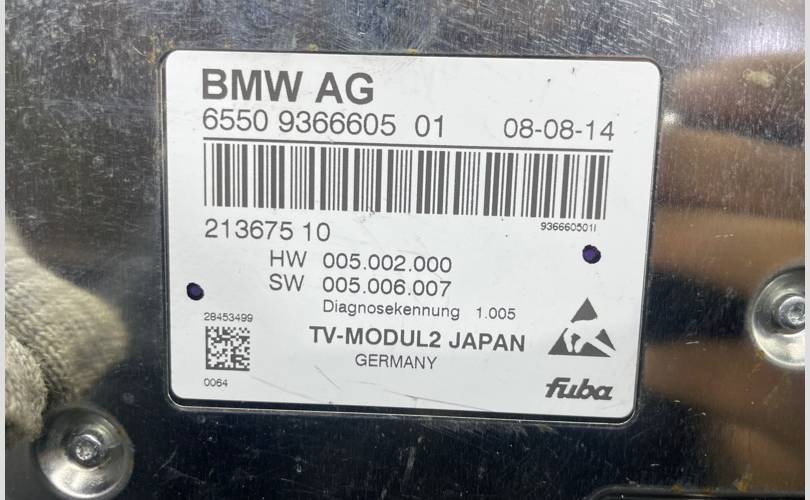 BMW AG
6550 9366605 01 08-08-14
213675 10
936660501I
HW 005.002.000
SW 005.006.007
Diagnosekennung 1.005
28453499
TV-MODUL2 JAPAN
GERMANY
0064
fuba